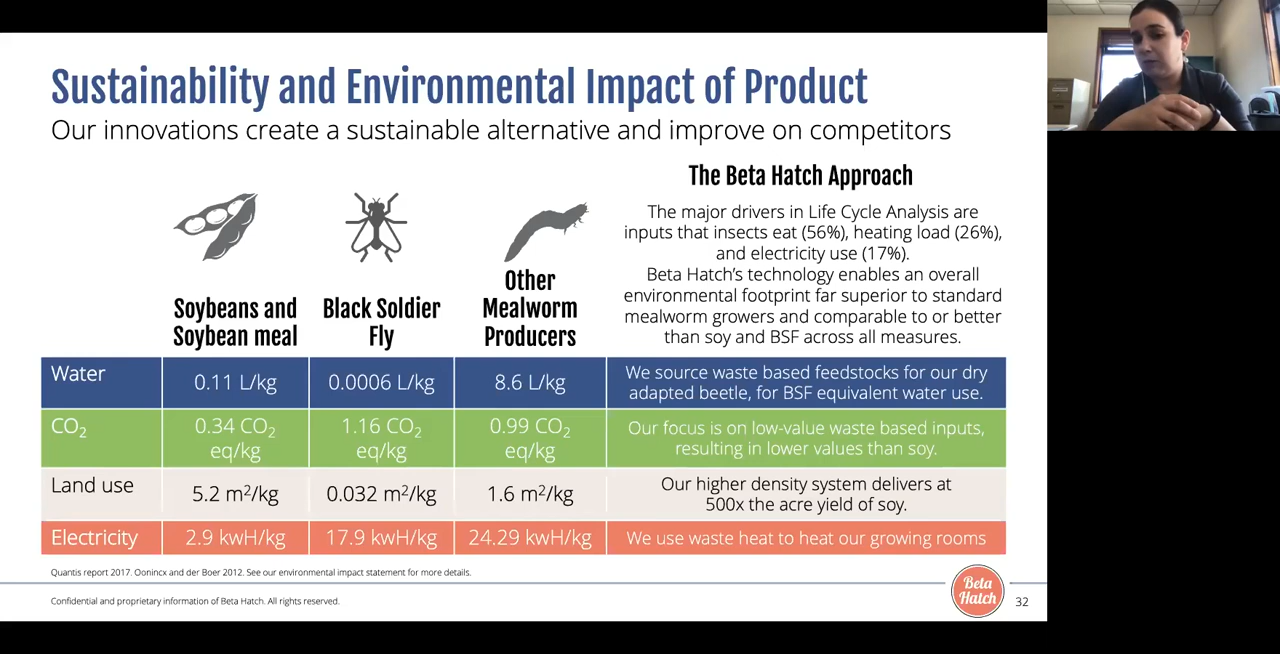 Sustainability and Environmental Impact of Product
Our innovations create a sustainable alternative and improve on competitors
Soybeans and
Soybean meal
Black Soldier
Fly
Other
Mealworm
Producers
The Beta Hatch Approach
The major drivers in Life Cycle Analysis are
inputs that insects eat (56%), heating load (26%),
and electricity use (17%).
Beta Hatch's technology enables an overall
environmental footprint far superior to standard
mealworm growers and comparable to or better
than soy and BSF across all measures.
Water
0.11 L/kg
0.0006 L/kg
8.6 L/kg
We source waste based feedstocks for our dry
adapted beetle, for BSF equivalent water use.
CO₂
0.34 CO₂
eq/kg
1.16 CO₂
eq/kg
0.99 CO₂
eq/kg
Our focus is on low-value waste based inputs,
resulting in lower values than soy.
Land use
5.2 m²/kg
0.032 m²/kg
1.6 m²/kg
Our higher density system delivers at
500x the acre yield of soy.
Electricity
2.9 kwH/kg
17.9 kwH/kg
24.29 kwH/kg
We use waste heat to heat our growing rooms
Quantis report 2017. Oonincx and der Boer 2012. See our environmental impact statement for more details.
Confidential and proprietary information of Beta Hatch. All rights reserved.
Beta
Hatch
32